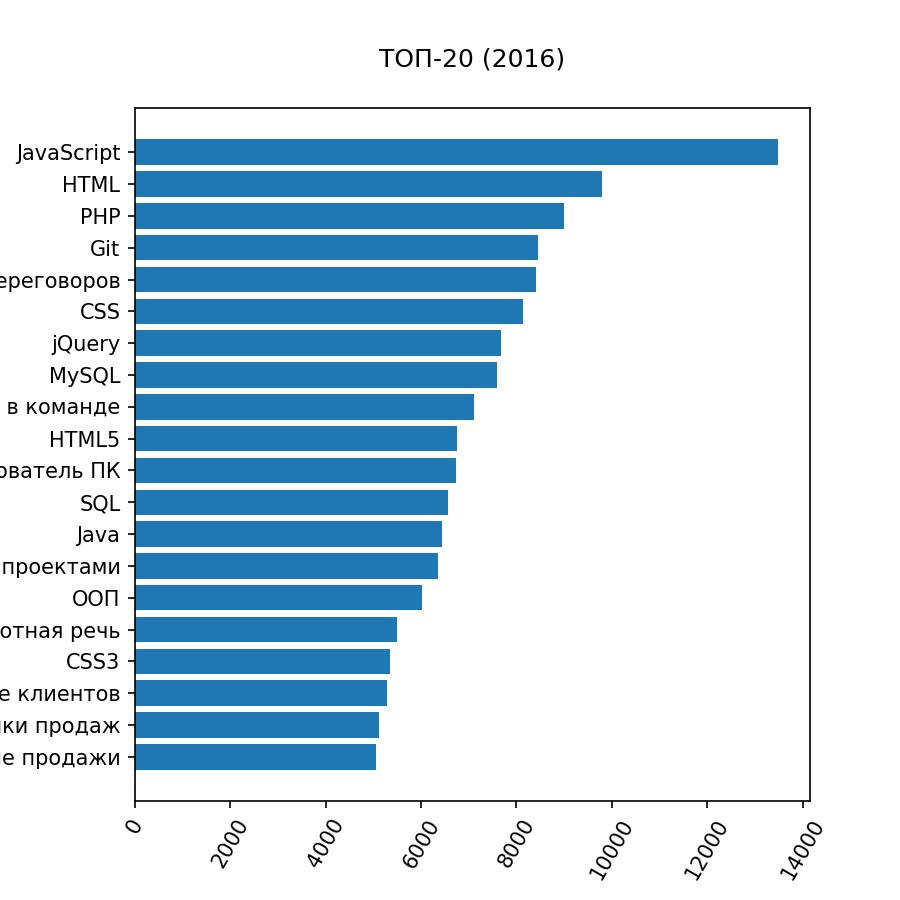 ТОП-20 (2016)
JavaScript
HTML
PHP
Git
ереговоров
CSS
jQuery
MySQL
в команде
HTML5
ователь ПК
SQL
Java
проектами
ООП
отная речь
CSS3
е клиентов
ки продаж
е продажи
0
2000
4000
6000
8000
10000
12000
14000